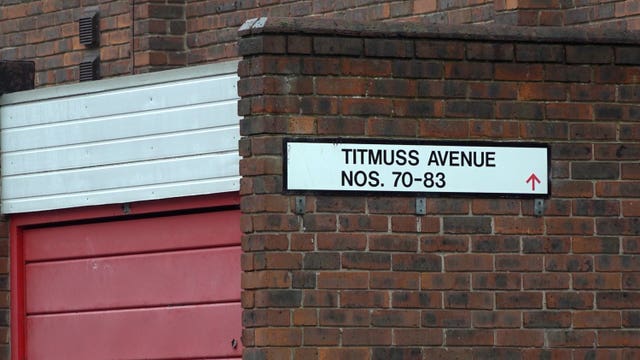 TITMUSS AVENUE
NOS. 70-83